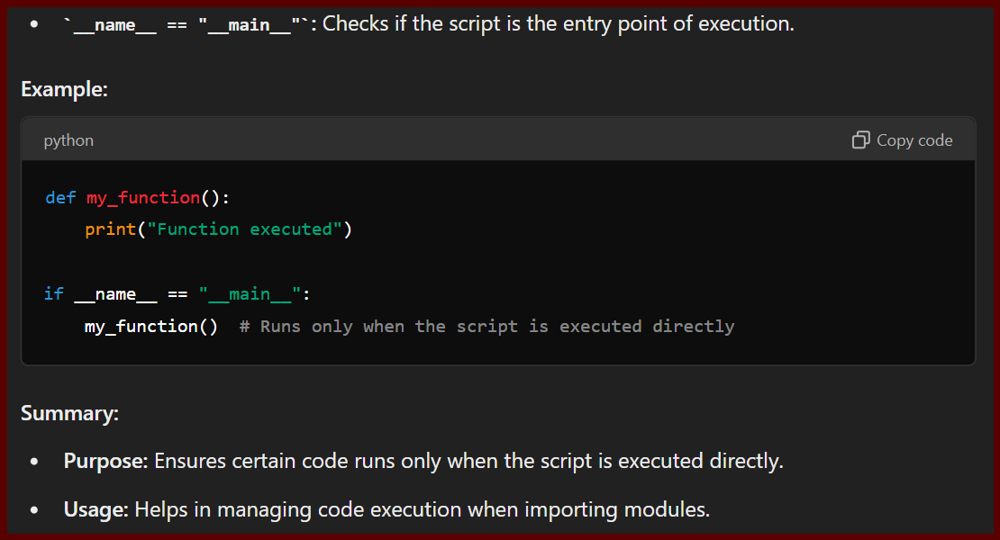 • `__name__ == "__main__"`: Checks if the script is the entry point of execution.
Example:
python
Copy code
def my_function():
    print("Function executed")
if __name__ == "__main__":
    my_function()  # Runs only when the script is executed directly
Summary:
• Purpose: Ensures certain code runs only when the script is executed directly.
• Usage: Helps in managing code execution when importing modules.